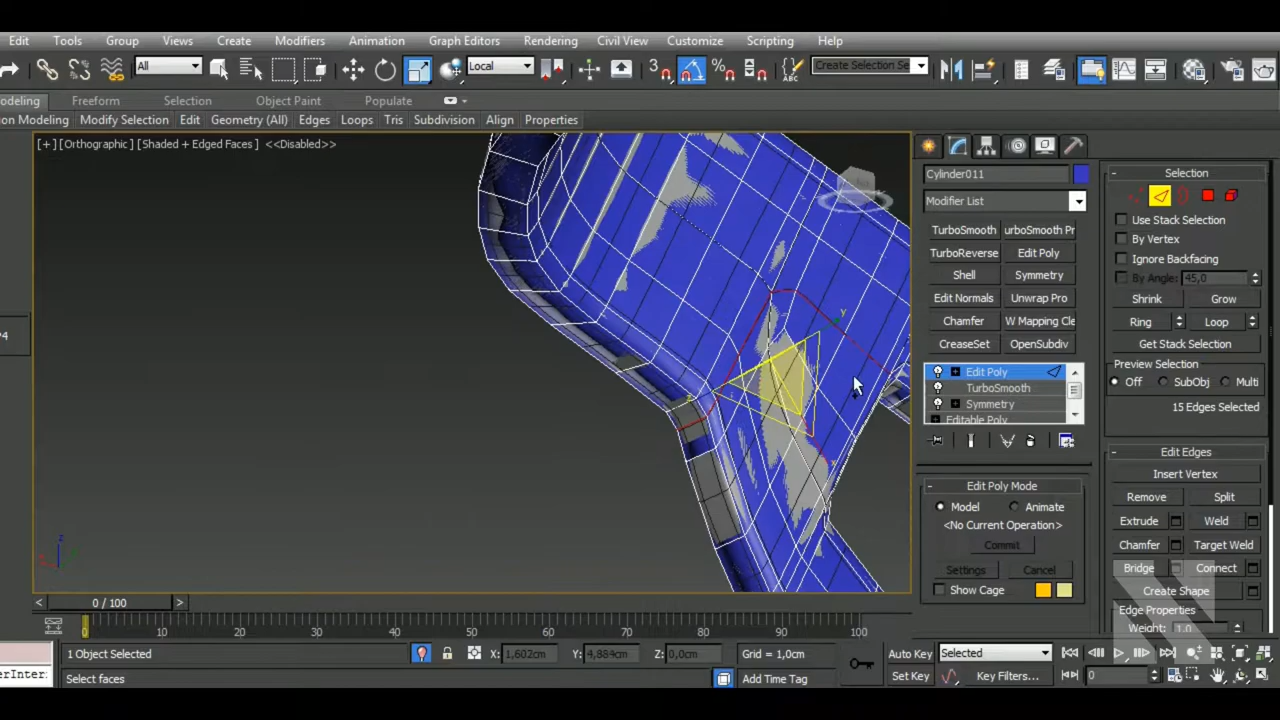 Edit Tools Group Views Create Modifiers Animation Graph Editors Rendering Civil View Customize Scripting Help
All Local 3 Create Selection Se
odeling Freeform Selection Object Paint Populate
on Modeling Modify Selection Edit Geometry (All) Edges Loops Tris Subdivision Align Properties
[+] [Orthographic] [Shaded + Edged Faces] <<Disabled>>
Cylinder011
Modifier List
TurboSmooth urboSmooth Pr
TurboReverse Edit Poly
Shell Symmetry
Edit Normals Unwrap Pro
Chamfer W Mapping Cle
CreaseSet OpenSubdiv
Edit Poly
TurboSmooth
Symmetry
Editable Poly
- Edit Poly Mode
Model Animate
<No Current Operation>
Commit
Settings Cancel
Show Cage
- Selection
Use Stack Selection
By Vertex
Ignore Backfacing
By Angle: 45,0
Shrink Grow
Ring Loop
Get Stack Selection
Preview Selection
Off SubObj Multi
15 Edges Selected
- Edit Edges
Insert Vertex
Remove Split
Extrude Weld
Chamfer Target Weld
Bridge Connect
Create Shape
Edge Properties
Weight: 1,0
P4
y
z
< 0 / 100 >
0 10 20 30 40 50 60 70 80 90 100
1 Object Selected X: 1,602cm Y: 4,884cm Z: 0,0cm Grid = 1,0cm Auto Key Selected
erInter: Select faces Add Time Tag Set Key Key Filters... 0